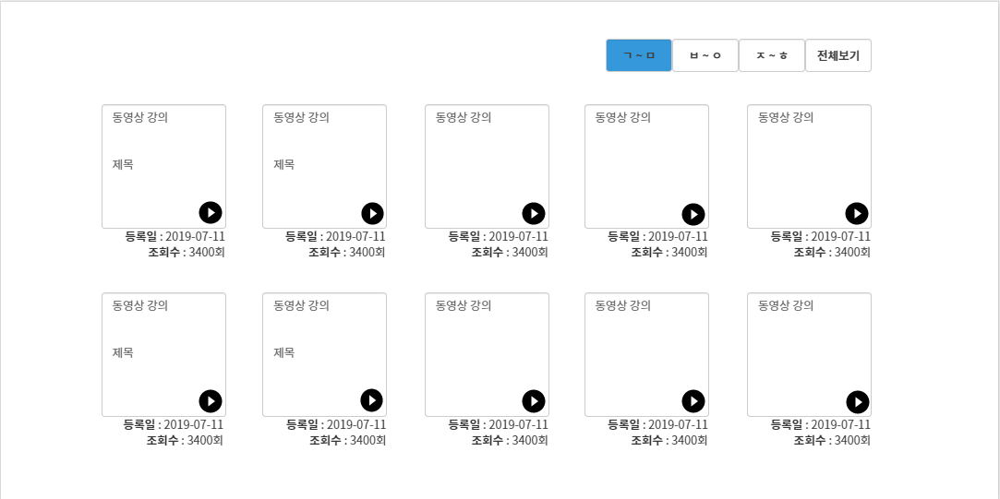 ㄱ ~ ㅁ ㅂ ~ ㅇ ㅈ ~ ㅎ 전체보기
동영상 강의 동영상 강의 동영상 강의 동영상 강의 동영상 강의
제목 제목
등록일 : 2019-07-11 등록일 : 2019-07-11 등록일 : 2019-07-11 등록일 : 2019-07-11 등록일 : 2019-07-11
조회수 : 3400회 조회수 : 3400회 조회수 : 3400회 조회수 : 3400회 조회수 : 3400회
동영상 강의 동영상 강의 동영상 강의 동영상 강의 동영상 강의
제목 제목
등록일 : 2019-07-11 등록일 : 2019-07-11 등록일 : 2019-07-11 등록일 : 2019-07-11 등록일 : 2019-07-11
조회수 : 3400회 조회수 : 3400회 조회수 : 3400회 조회수 : 3400회 조회수 : 3400회